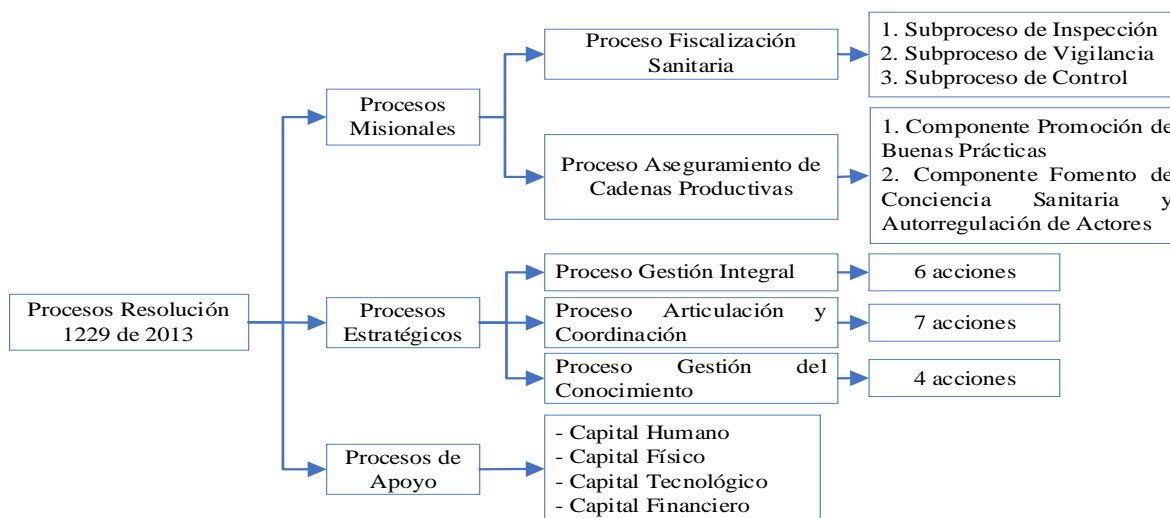 Procesos Resolución
1229 de 2013
Procesos
Misionales
Proceso Fiscalización
Sanitaria
1. Subproceso de Inspección
2. Subproceso de Vigilancia
3. Subproceso de Control
Proceso Aseguramiento de
Cadenas Productivas
1. Componente Promoción de
Buenas Prácticas
2. Componente Fomento de
Conciencia Sanitaria y
Autorregulación de Actores
Procesos
Estratégicos
Proceso Gestión Integral
6 acciones
Proceso Articulación y
Coordinación
7 acciones
Proceso Gestión del
Conocimiento
4 acciones
Procesos de
Apoyo
- Capital Humano
- Capital Físico
- Capital Tecnológico
- Capital Financiero